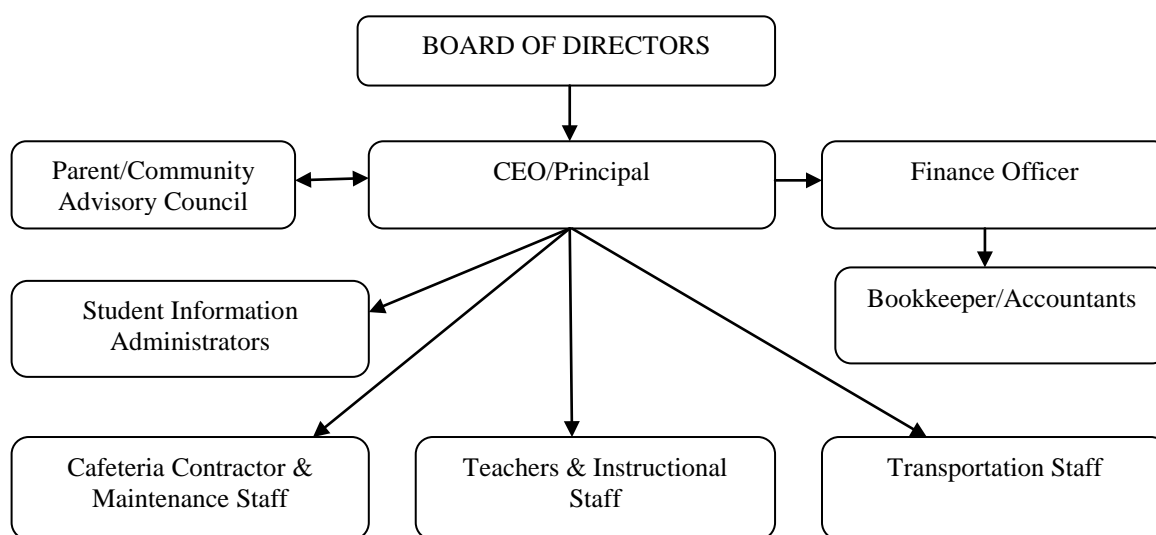 BOARD OF DIRECTORS
Parent/Community
Advisory Council
CEO/Principal
Finance Officer
Student Information
Administrators
Bookkeeper/Accountants
Cafeteria Contractor &
Maintenance Staff
Teachers & Instructional
Staff
Transportation Staff